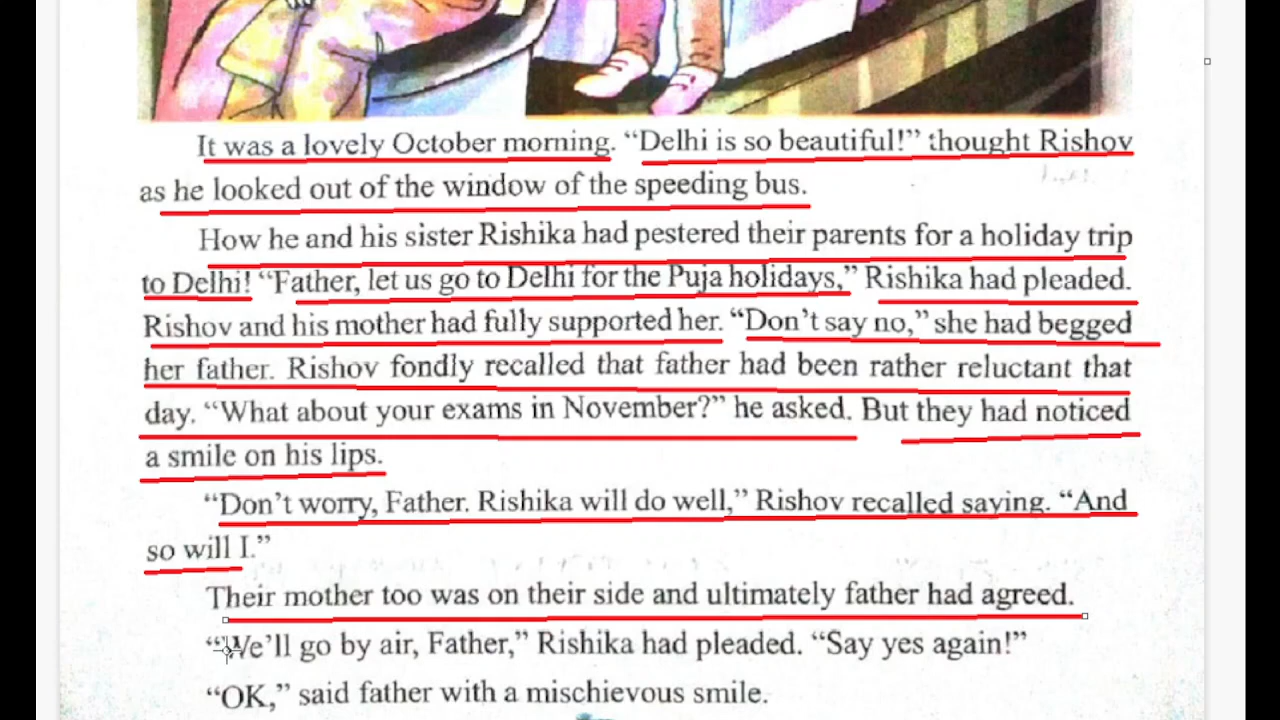 It was a lovely October morning. “Delhi is so beautiful!” thought Rishov
as he looked out of the window of the speeding bus.
How he and his sister Rishika had pestered their parents for a holiday trip
to Delhi! “Father, let us go to Delhi for the Puja holidays,” Rishika had pleaded.
Rishov and his mother had fully supported her. “Don’t say no,” she had begged
her father. Rishov fondly recalled that father had been rather reluctant that
day. “What about your exams in November?” he asked. But they had noticed
a smile on his lips.
“Don’t worry, Father. Rishika will do well,” Rishov recalled saying. “And
so will I.”
Their mother too was on their side and ultimately father had agreed.
“We’ll go by air, Father,” Rishika had pleaded. “Say yes again!”
“OK,” said father with a mischievous smile.